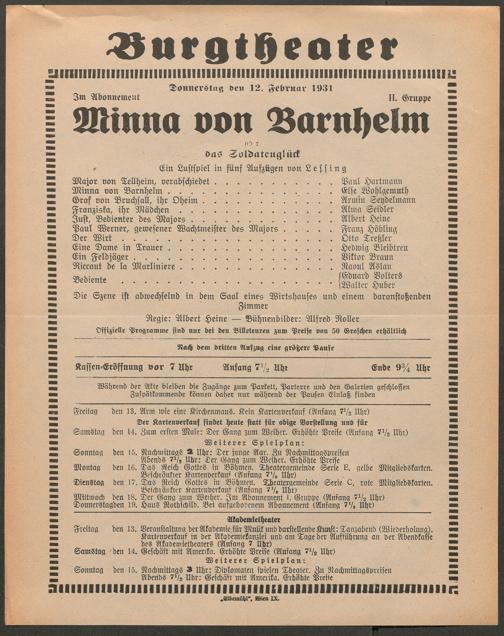 Burgtheater
Donnerstag den 12. Februar 1931
Im Abonnement II. Gruppe
Minna von Barnhelm
oder
das Soldatenglück
Ein Lustspiel in fünf Aufzügen von Lessing
Major von Tellheim, verabschiedet . . . Paul Hartmann
Minna von Barnhelm . . . Else Wohlgemuth
Graf von Bruchsall, ihr Oheim . . . Armin Seydelmann
Franziska, ihr Mädchen . . . Alma Seidler
Just, Bedienter des Majors . . . Albert Heine
Paul Werner, gewesener Wachtmeister des Majors . . . Franz Höbling
Der Wirt . . . Otto Treßler
Eine Dame in Trauer . . . Hedwig Bleibtreu
Ein Feldjäger . . . Viktor Braun
Riccaut de la Marliniere . . . Raoul Aslan
Bediente . . . Eduard Volters
Walter Huber
Die Szene ist abwechselnd in dem Saal eines Wirtshauses und einem daranstoßenden
Zimmer
Regie: Albert Heine — Bühnenbilder: Alfred Roller
Offizielle Programme sind nur bei den Billeteuren zum Preise von 50 Groschen erhältlich
Nach dem dritten Aufzug eine größere Pause
Kassen-Eröffnung vor 7 Uhr Anfang 7½ Uhr Ende 9¾ Uhr
Während der Akte bleiben die Zugänge zum Parkett, Parterre und den Galerien geschlossen
Zuspätkommende können daher nur während der Pausen Einlaß finden
Freitag den 13. Arm wie eine Kirchenmaus. Kein Kartenverkauf (Anfang 7½ Uhr)
Der Kartenverkauf findet heute statt für obige Vorstellung und für
Samstag den 14. Zum ersten Male: Der Gang zum Weiher. Erhöhte Preise (Anfang 7½ Uhr)
Weiterer Spielplan:
Sonntag den 15. Nachmittags 2 Uhr: Der junge Aar. Zu Nachmittagspreisen
Abends 7½ Uhr: Der Gang zum Weiher. Erhöhte Preise
Montag den 16. Das Reich Gottes in Böhmen. Theatergemeinde Serie E, gelbe Mitgliedskarten.
Beschränkter Kartenverkauf (Anfang 7½ Uhr)
Dienstag den 17. Das Reich Gottes in Böhmen. Theatergemeinde Serie C, rote Mitgliedskarten.
Beschränkter Kartenverkauf (Anfang 7½ Uhr)
Mittwoch den 18. Der Gang zum Weiher. Im Abonnement I. Gruppe (Anfang 7½ Uhr)
Donnerstag den 19. Haus Rothschild. Bei aufgehobenem Abonnement (Anfang 7½ Uhr)
Akademietheater
Freitag den 13. Veranstaltung der Akademie für Musik und darstellende Kunst: Tanzabend (Wiederholung).
Kartenverkauf in der Akademiekanzlei und am Tage der Aufführung an der Abendkasse
des Akademietheaters (Anfang 7 Uhr)
Samstag den 14. Geschäft mit Amerika. Erhöhte Preise (Anfang 7½ Uhr)
Weiterer Spielplan:
Sonntag den 15. Nachmittags 3 Uhr: Diplomaten spielen Theater. Zu Nachmittagspreisen
Abends 7½ Uhr: Geschäft mit Amerika. Erhöhte Preise
„Elbemühl“, Wien IX.